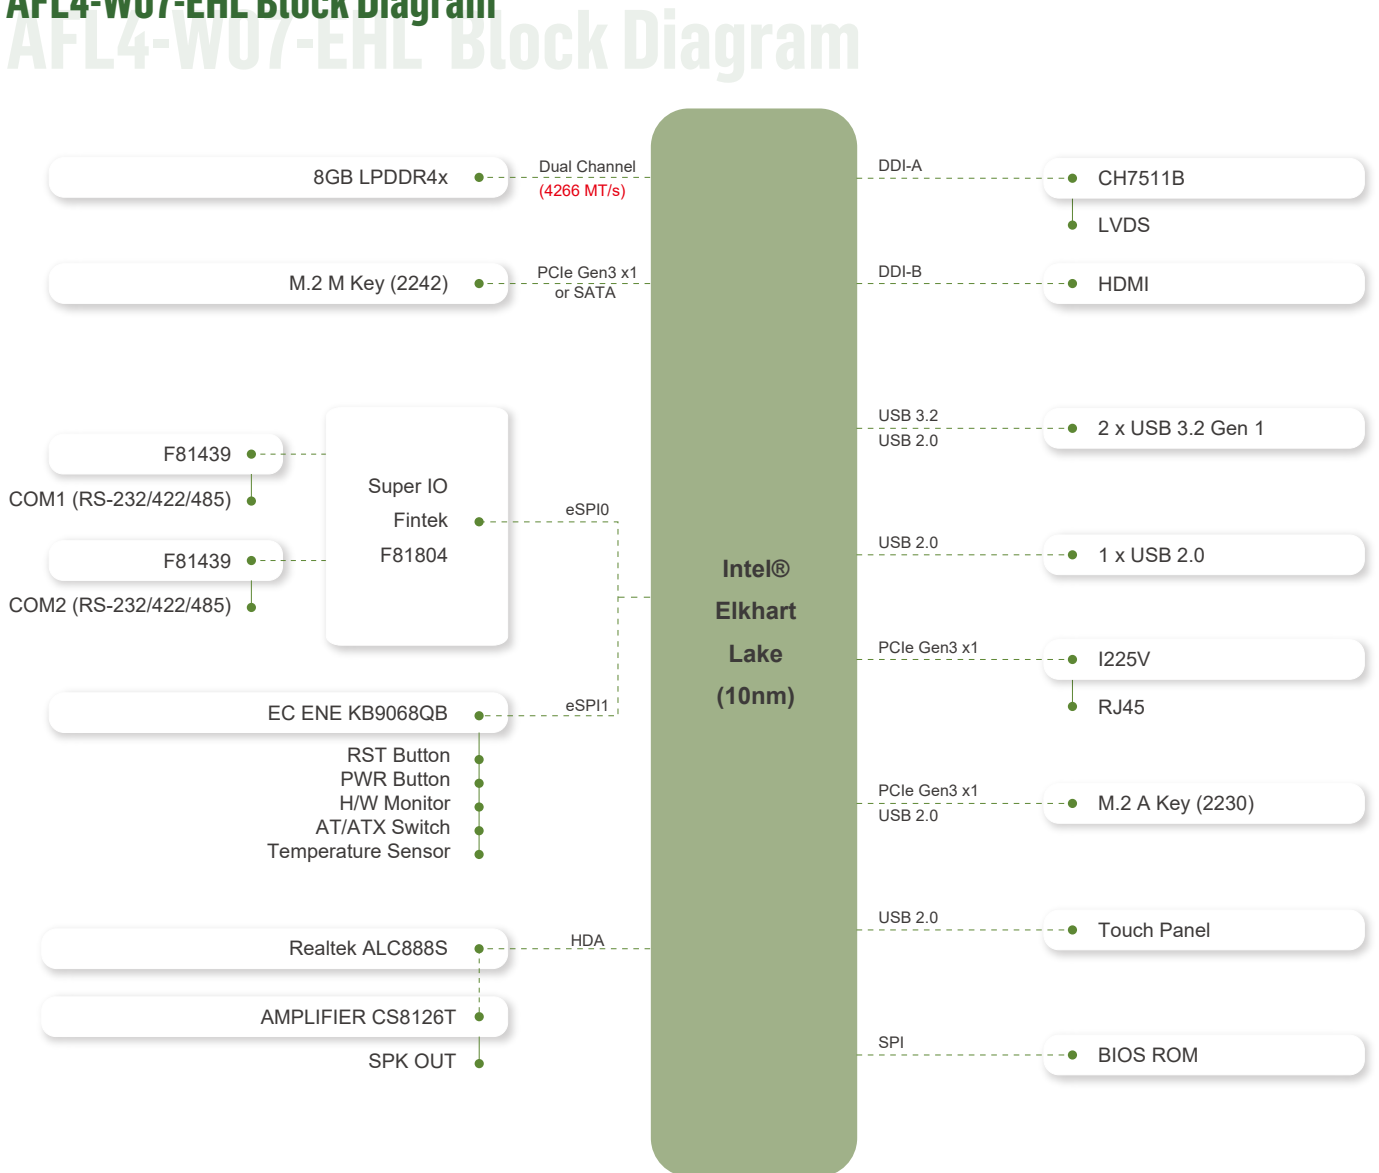 AFL4-W07-EHL Block Diagram
AFL4-W07-EHL Block Diagram
8GB LPDDR4x
Dual Channel
(4266 MT/s)
M.2 M Key (2242)
PCIe Gen3 x1
or SATA
F81439
COM1 (RS-232/422/485)
F81439
COM2 (RS-232/422/485)
Super IO
Fintek
F81804
eSPI0
EC ENE KB9068QB
eSPI1
RST Button
PWR Button
H/W Monitor
AT/ATX Switch
Temperature Sensor
Realtek ALC888S
HDA
AMPLIFIER CS8126T
SPK OUT
Intel®
Elkhart
Lake
(10nm)
DDI-A
CH7511B
LVDS
DDI-B
HDMI
USB 3.2
USB 2.0
2 x USB 3.2 Gen 1
USB 2.0
1 x USB 2.0
PCIe Gen3 x1
I225V
RJ45
PCIe Gen3 x1
USB 2.0
M.2 A Key (2230)
USB 2.0
Touch Panel
SPI
BIOS ROM